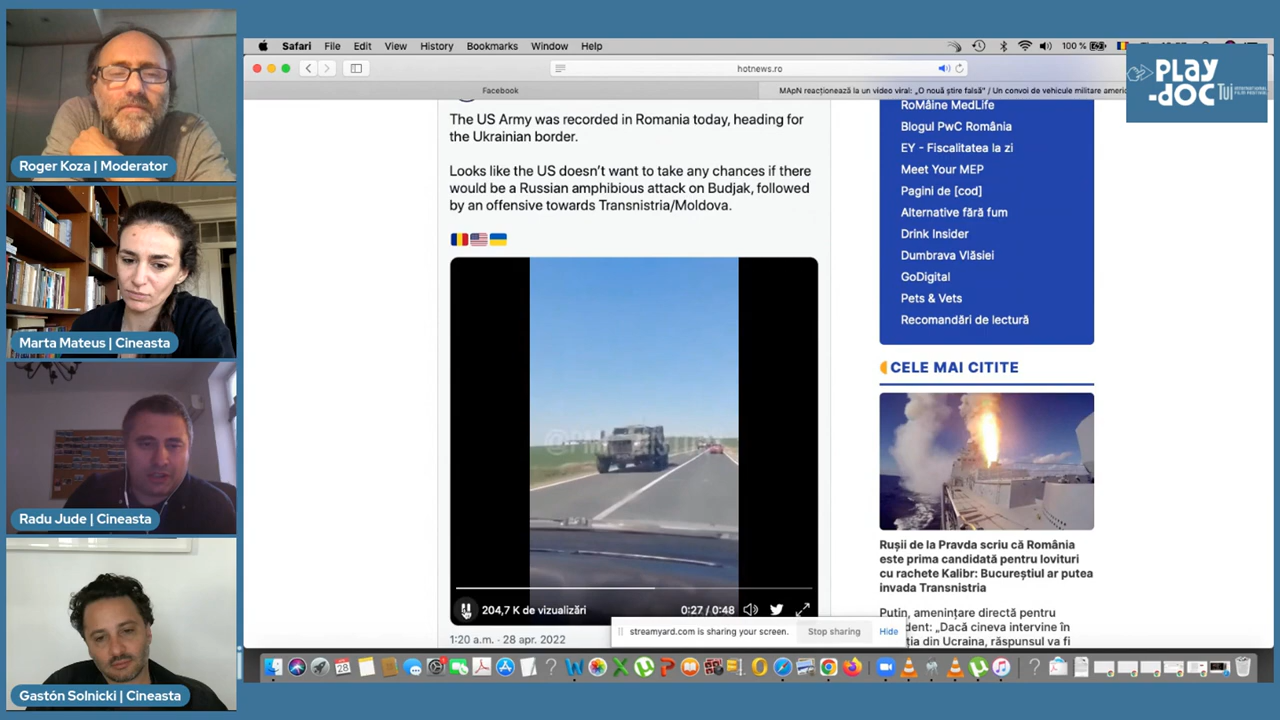 Roger Koza | Moderator
Marta Mateus | Cineasta
Radu Jude | Cineasta
Gastón Solnicki | Cineasta
Safari File Edit View History Bookmarks Window Help
100 %
hotnews.ro
Facebook
MApN reacționează la un video viral: „O nouă știre falsă” / Un convoi de vehicule militare americ
PLAY
-DOC Tui INTERNATIONAL FILM FESTIVAL
The US Army was recorded in Romania today, heading for
the Ukrainian border.
Looks like the US doesn’t want to take any chances if there
would be a Russian amphibious attack on Budjak, followed
by an offensive towards Transnistria/Moldova.
204,7 K de vizualizări
0:27 / 0:48
1:20 a.m. · 28 apr. 2022
RoMâine MedLife
Blogul PwC România
EY - Fiscalitatea la zi
Meet Your MEP
Pagini de [cod]
Alternative fără fum
Drink Insider
Dumbrava Vlăsiei
GoDigital
Pets & Vets
Recomandări de lectură
CELE MAI CITITE
Rușii de la Pravda scriu că România
este prima candidată pentru lovituri
cu rachete Kalibr: Bucureștiul ar putea
invada Transnistria
Putin, amenințare directă pentru
dent: „Dacă cineva intervine în
ția din Ucraina, răspunsul va fi
streamyard.com is sharing your screen. Stop sharing Hide
28